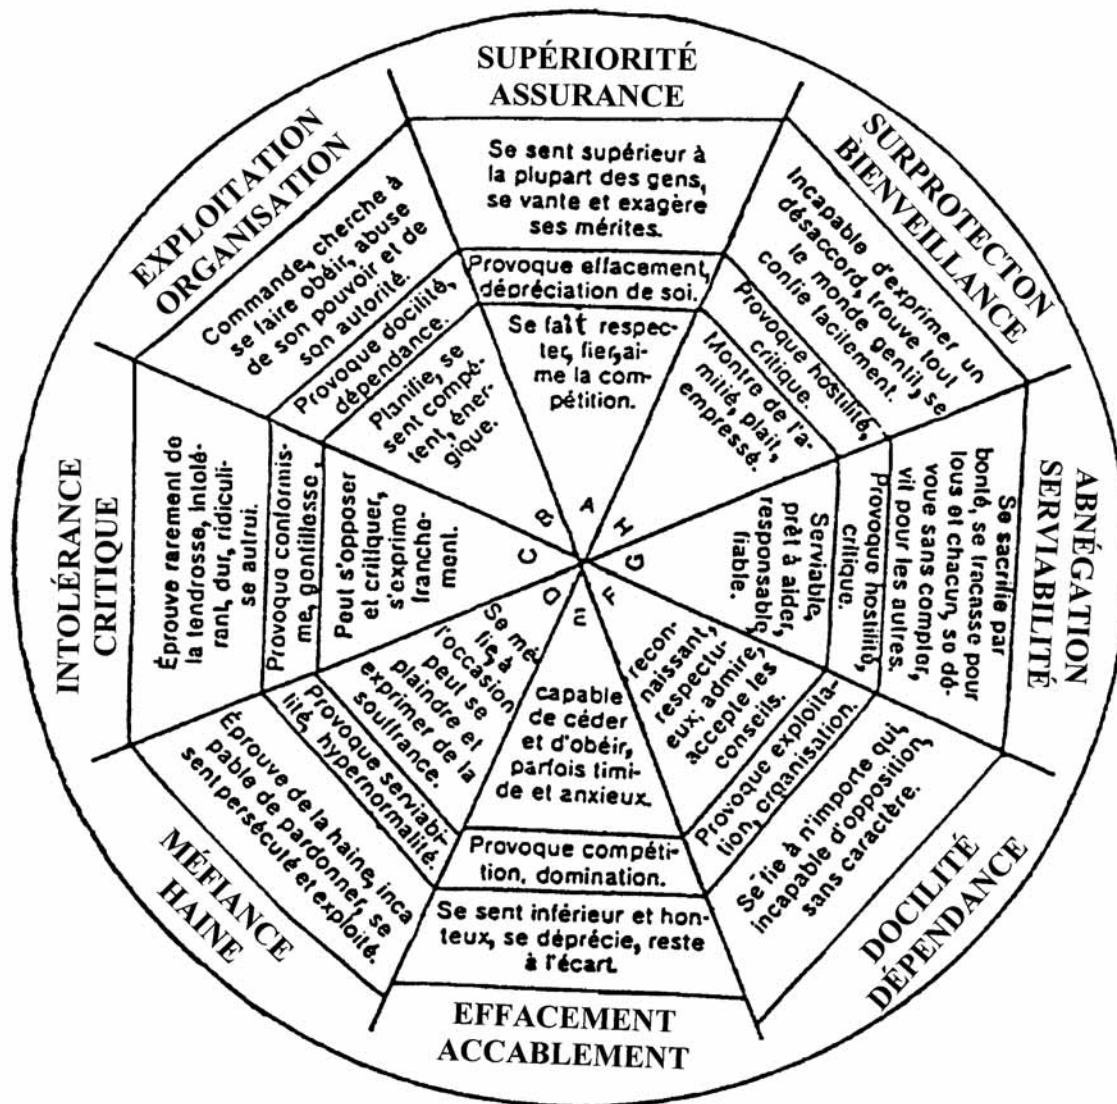 SUPÉRIORITÉ
ASSURANCE
Se sent supérieur à
la plupart des gens,
se vante et exagère
ses mérites.
Provoque effacement,
dépréciation de soi.
Se fait respec-
ter, fier, ai-
me la com-
pétition.
A
SURPROTECTON
BIENVEILLANCE
Incapable d'exprimer un
désaccord, trouve tout
le monde gentil, se
confie facilement.
Provoque hostilité,
critique.
Montre de l'a-
mitié, plait,
empressé.
H
ABNÉGATION
SERVIABILITÉ
Se sacrifie par
bonté, se tracasse pour
tous et chacun, se dé-
voue sans compter,
vit pour les autres.
Provoque hostilité,
critique.
Serviable,
prêt à aider,
responsable,
fiable.
G
DOCILITÉ
DÉPENDANCE
Se fie à n'importe qui,
incapable d'opposition,
sans caractère.
Provoque exploita-
tion, organisation.
recon-
naissant,
respectu-
eux; admire,
accepte les
conseils.
F
EFFACEMENT
ACCABLEMENT
Se sent inférieur et hon-
teux, se déprécie, reste
à l'écart.
Provoque compéti-
tion, domination.
capable
de céder
et d'obéir,
parfois timi-
de et anxieux.
E
MÉFIANCE
HAINE
Éprouve de la haine, inca
pable de pardonner, se
sent persécuté et exploité.
Provoque serviabi-
lité, hypernormalité.
Se mé-
fie, à
l'occasion
peut se
plaindre et
exprimer de la
souffrance.
D
INTOLÉRANCE
CRITIQUE
Éprouve rarement de
la tendresse, intolé-
rant, dur, ridiculi-
se autrui.
Provoque conformis-
me, gentillesse,
Peut s'opposer
et critiquer,
s'exprime
franche-
ment.
C
EXPLOITATION
ORGANISATION
Commande, cherche à
se faire obéir, abuse
de son pouvoir et de
son autorité.
Provoque docilité,
dépendance.
Planifie, se
sent compé-
tent, éner-
gique.
B